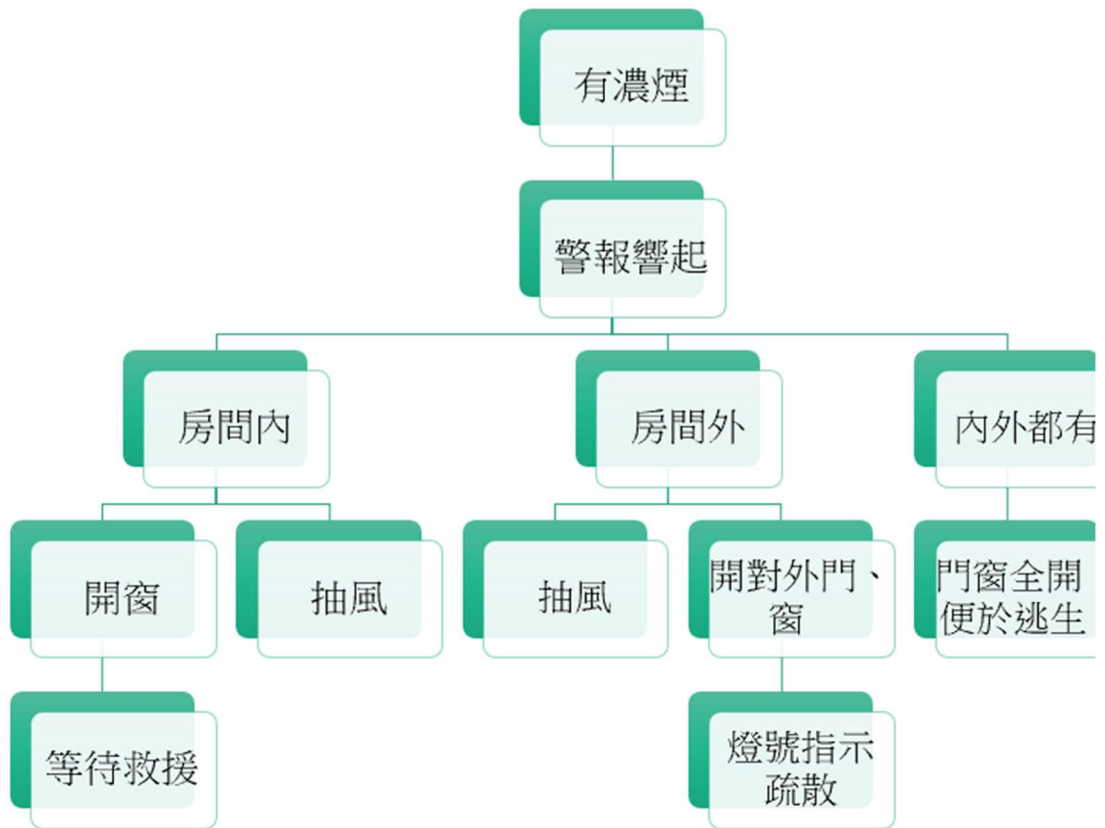 有濃煙
警報響起
房間內
房間外
內外都有
開窗
抽風
抽風
開對外門、
窗
門窗全開
便於逃生
等待救援
燈號指示
疏散